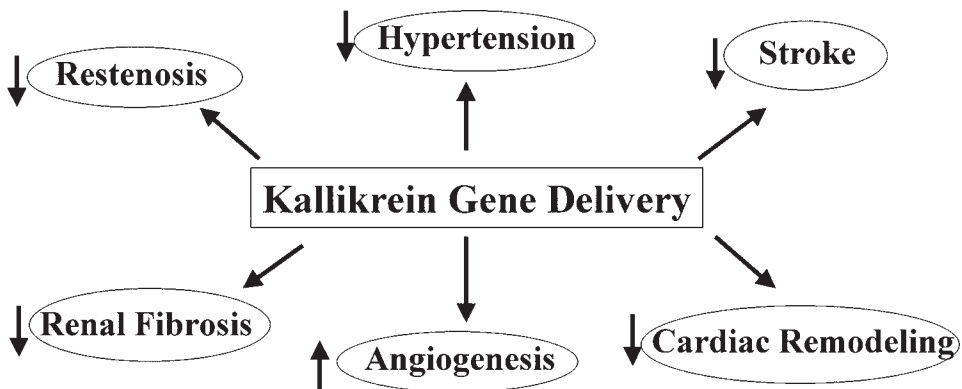 Hypertension
Restenosis
Stroke
Kallikrein Gene Delivery
Renal Fibrosis
Angiogenesis
Cardiac Remodeling